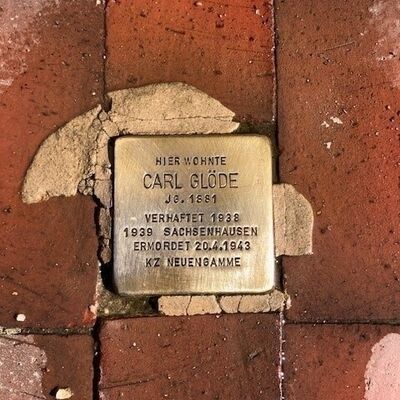 HIER WOHNTE
CARL GLÖDE
JG. 1881
VERHAFTET 1938
1939 SACHSENHAUSEN
ERMORDET 20.4.1943
KZ NEUENGAMME